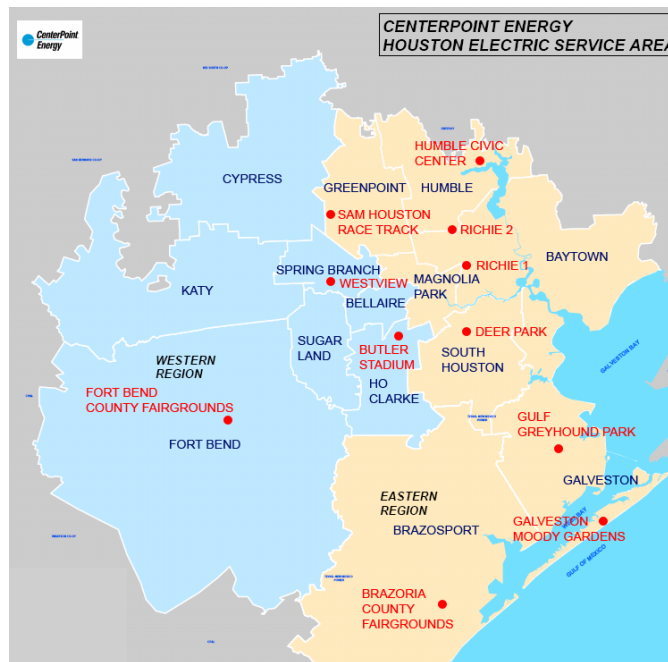 CenterPoint
Energy
CENTERPOINT ENERGY
HOUSTON ELECTRIC SERVICE AREA
HUMBLE CIVIC
CENTER
CYPRESS
GREENPOINT
HUMBLE
SAM HOUSTON
RACE TRACK
RICHIE 2
BAYTOWN
SPRING BRANCH
RICHIE 1
WESTVIEW
MAGNOLIA
PARK
KATY
BELLAIRE
DEER PARK
SUGAR
LAND
BUTLER
STADIUM
SOUTH
HOUSTON
GALVESTON BAY
WESTERN
REGION
HO
CLARKE
FORT BEND
COUNTY FAIRGROUNDS
FORT BEND
GULF
GREYHOUND PARK
GALVESTON
EASTERN
REGION
BRAZOSPORT
WEST BAY
GALVESTON
MOODY GARDENS
GULF OF MEXICO
BRAZORIA
COUNTY
FAIRGROUNDS